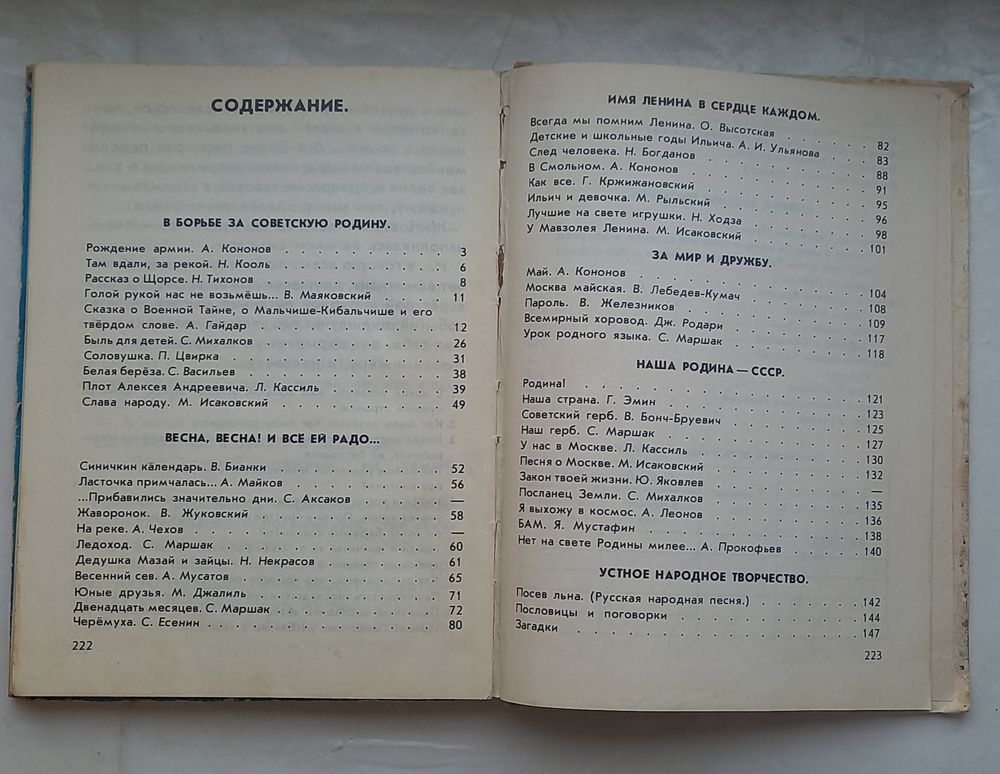 СОДЕРЖАНИЕ.
В БОРЬБЕ ЗА СОВЕТСКУЮ РОДИНУ.
Рождение армии. А. Кононов . . . . . . . . . . . 3
Там вдали, за рекой. Н. Кооль . . . . . . . . . . 6
Рассказ о Щорсе. Н. Тихонов . . . . . . . . . . 8
Голой рукой нас не возьмёшь... В. Маяковский . . . . . 11
Сказка о Военной Тайне, о Мальчише-Кибальчише и его
твёрдом слове. А. Гайдар . . . . . . . . . . . 12
Быль для детей. С. Михалков . . . . . . . . . . 26
Соловушка. П. Цвирка . . . . . . . . . . . . 31
Белая берёза. С. Васильев . . . . . . . . . . . 38
Плот Алексея Андреевича. Л. Кассиль . . . . . . . . 39
Слава народу. М. Исаковский . . . . . . . . . . 49
ВЕСНА, ВЕСНА! И ВСЁ ЕЙ РАДО...
Синичкин календарь. В. Бианки . . . . . . . . . . 52
Ласточка примчалась... А. Майков . . . . . . . . . 56
...Прибавились значительно дни. С. Аксаков . . . . . . —
Жаворонок. В. Жуковский . . . . . . . . . . . 58
На реке. А. Чехов . . . . . . . . . . . . . —
Ледоход. С. Маршак . . . . . . . . . . . . 60
Дедушка Мазай и зайцы. Н. Некрасов . . . . . . . . 61
Весенний сев. А. Мусатов . . . . . . . . . . . 65
Юные друзья. М. Джалиль . . . . . . . . . . . 71
Двенадцать месяцев. С. Маршак . . . . . . . . . . 72
Черёмуха. С. Есенин . . . . . . . . . . . . 80
222
ИМЯ ЛЕНИНА В СЕРДЦЕ КАЖДОМ.
Всегда мы помним Ленина. О. Высотская . . . . . 82
Детские и школьные годы Ильича. А. И. Ульянова . . . 83
След человека. Н. Богданов . . . . . . . . . 88
В Смольном. А. Кононов . . . . . . . . . . 91
Как все. Г. Кржижановский . . . . . . . . . 95
Ильич и девочка. М. Рыльский . . . . . . . . 96
Лучшие на свете игрушки. Н. Ходза . . . . . . . 98
У Мавзолея Ленина. М. Исаковский . . . . . . . 101
ЗА МИР И ДРУЖБУ.
Май. А. Кононов . . . . . . . . . . . . 104
Москва майская. В. Лебедев-Кумач . . . . . . . 108
Пароль. В. Железников . . . . . . . . . . 109
Всемирный хоровод. Дж. Родари . . . . . . . . 117
Урок родного языка. С. Маршак . . . . . . . . 118
НАША РОДИНА — СССР.
Родина! . . . . . . . . . . . . . . . 121
Наша страна. Г. Эмин . . . . . . . . . . 123
Советский герб. В. Бонч-Бруевич . . . . . . . . 125
Наш герб. С. Маршак . . . . . . . . . . . 127
У нас в Москве. Л. Кассиль . . . . . . . . . 130
Песня о Москве. М. Исаковский . . . . . . . . 132
Закон твоей жизни. Ю. Яковлев . . . . . . . . —
Посланец Земли. С. Михалков . . . . . . . . 135
Я выхожу в космос. А. Леонов . . . . . . . . 136
БАМ. Я. Мустафин . . . . . . . . . . . 138
Нет на свете Родины милее... А. Прокофьев . . . . . 140
УСТНОЕ НАРОДНОЕ ТВОРЧЕСТВО.
Посев льна. (Русская народная песня.) . . . . . . 142
Пословицы и поговорки . . . . . . . . . . 144
Загадки . . . . . . . . . . . . . . . 147
223